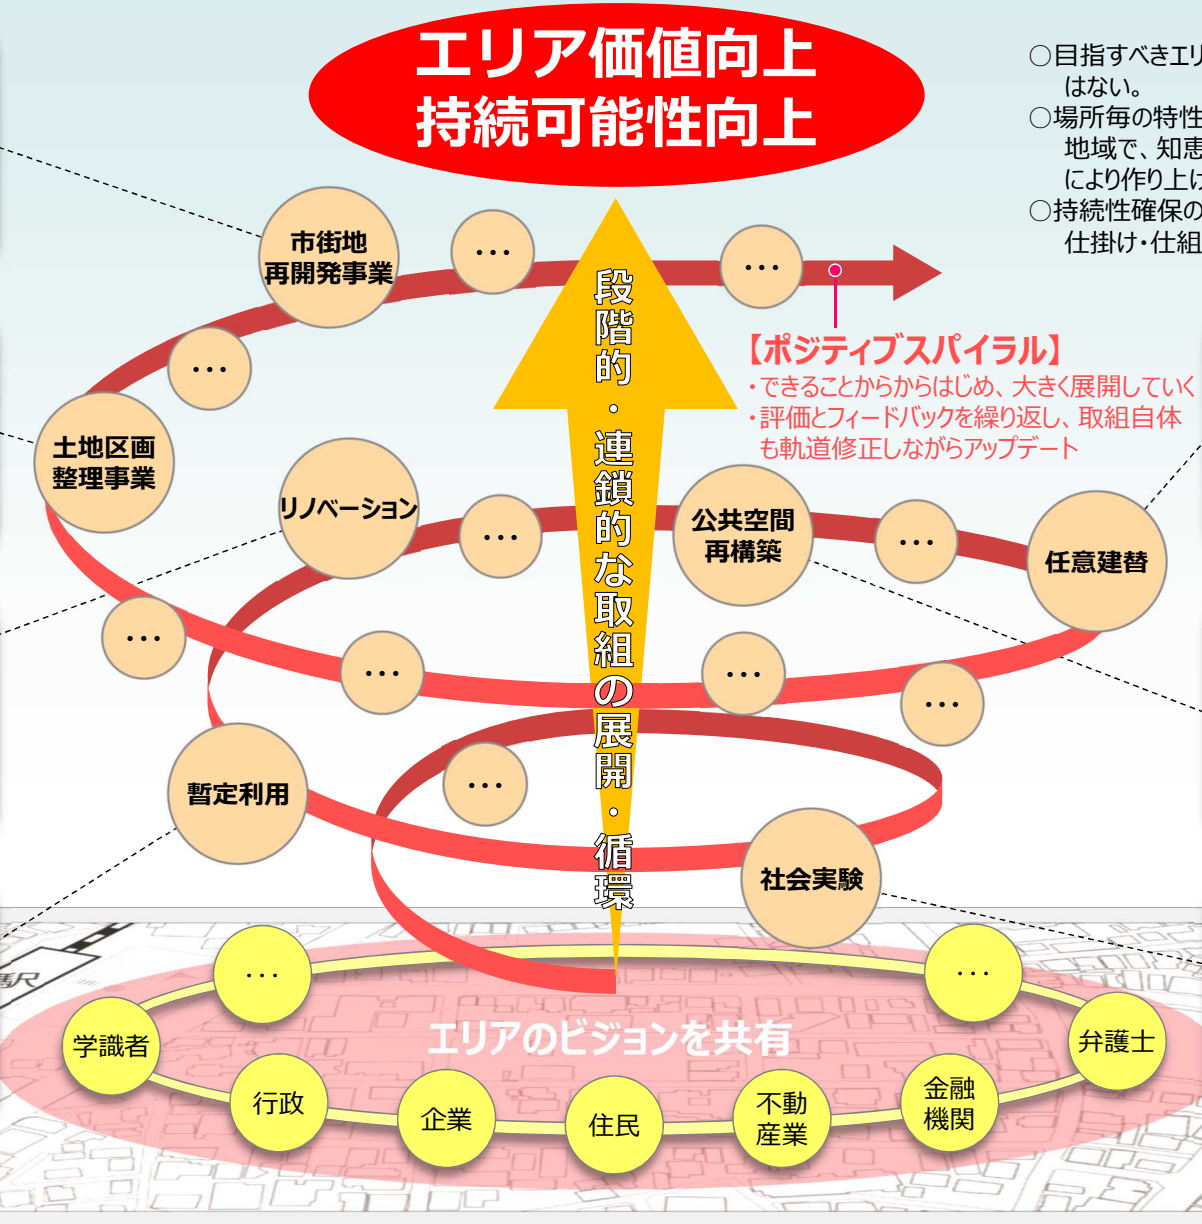 エリア価値向上
持続可能性向上
○目指すべきエリ
はない。
○場所毎の特性
地域で、知恵
により作り上げ
○持続性確保の
仕掛け・仕組
市街地
再開発事業
…
…
…
土地区画
整理事業
段階的・連鎖的な取組の展開・循環
【ポジティブスパイラル】
・できることからからはじめ、大きく展開していく
・評価とフィードバックを繰り返し、取組自体
も軌道修正しながらアップデート
リノベーション
…
公共空間
再構築
…
任意建替
…
…
…
…
暫定利用
…
社会実験
駅
…
…
エリアのビジョンを共有
学識者
行政
企業
住民
不動
産業
金融
機関
弁護士